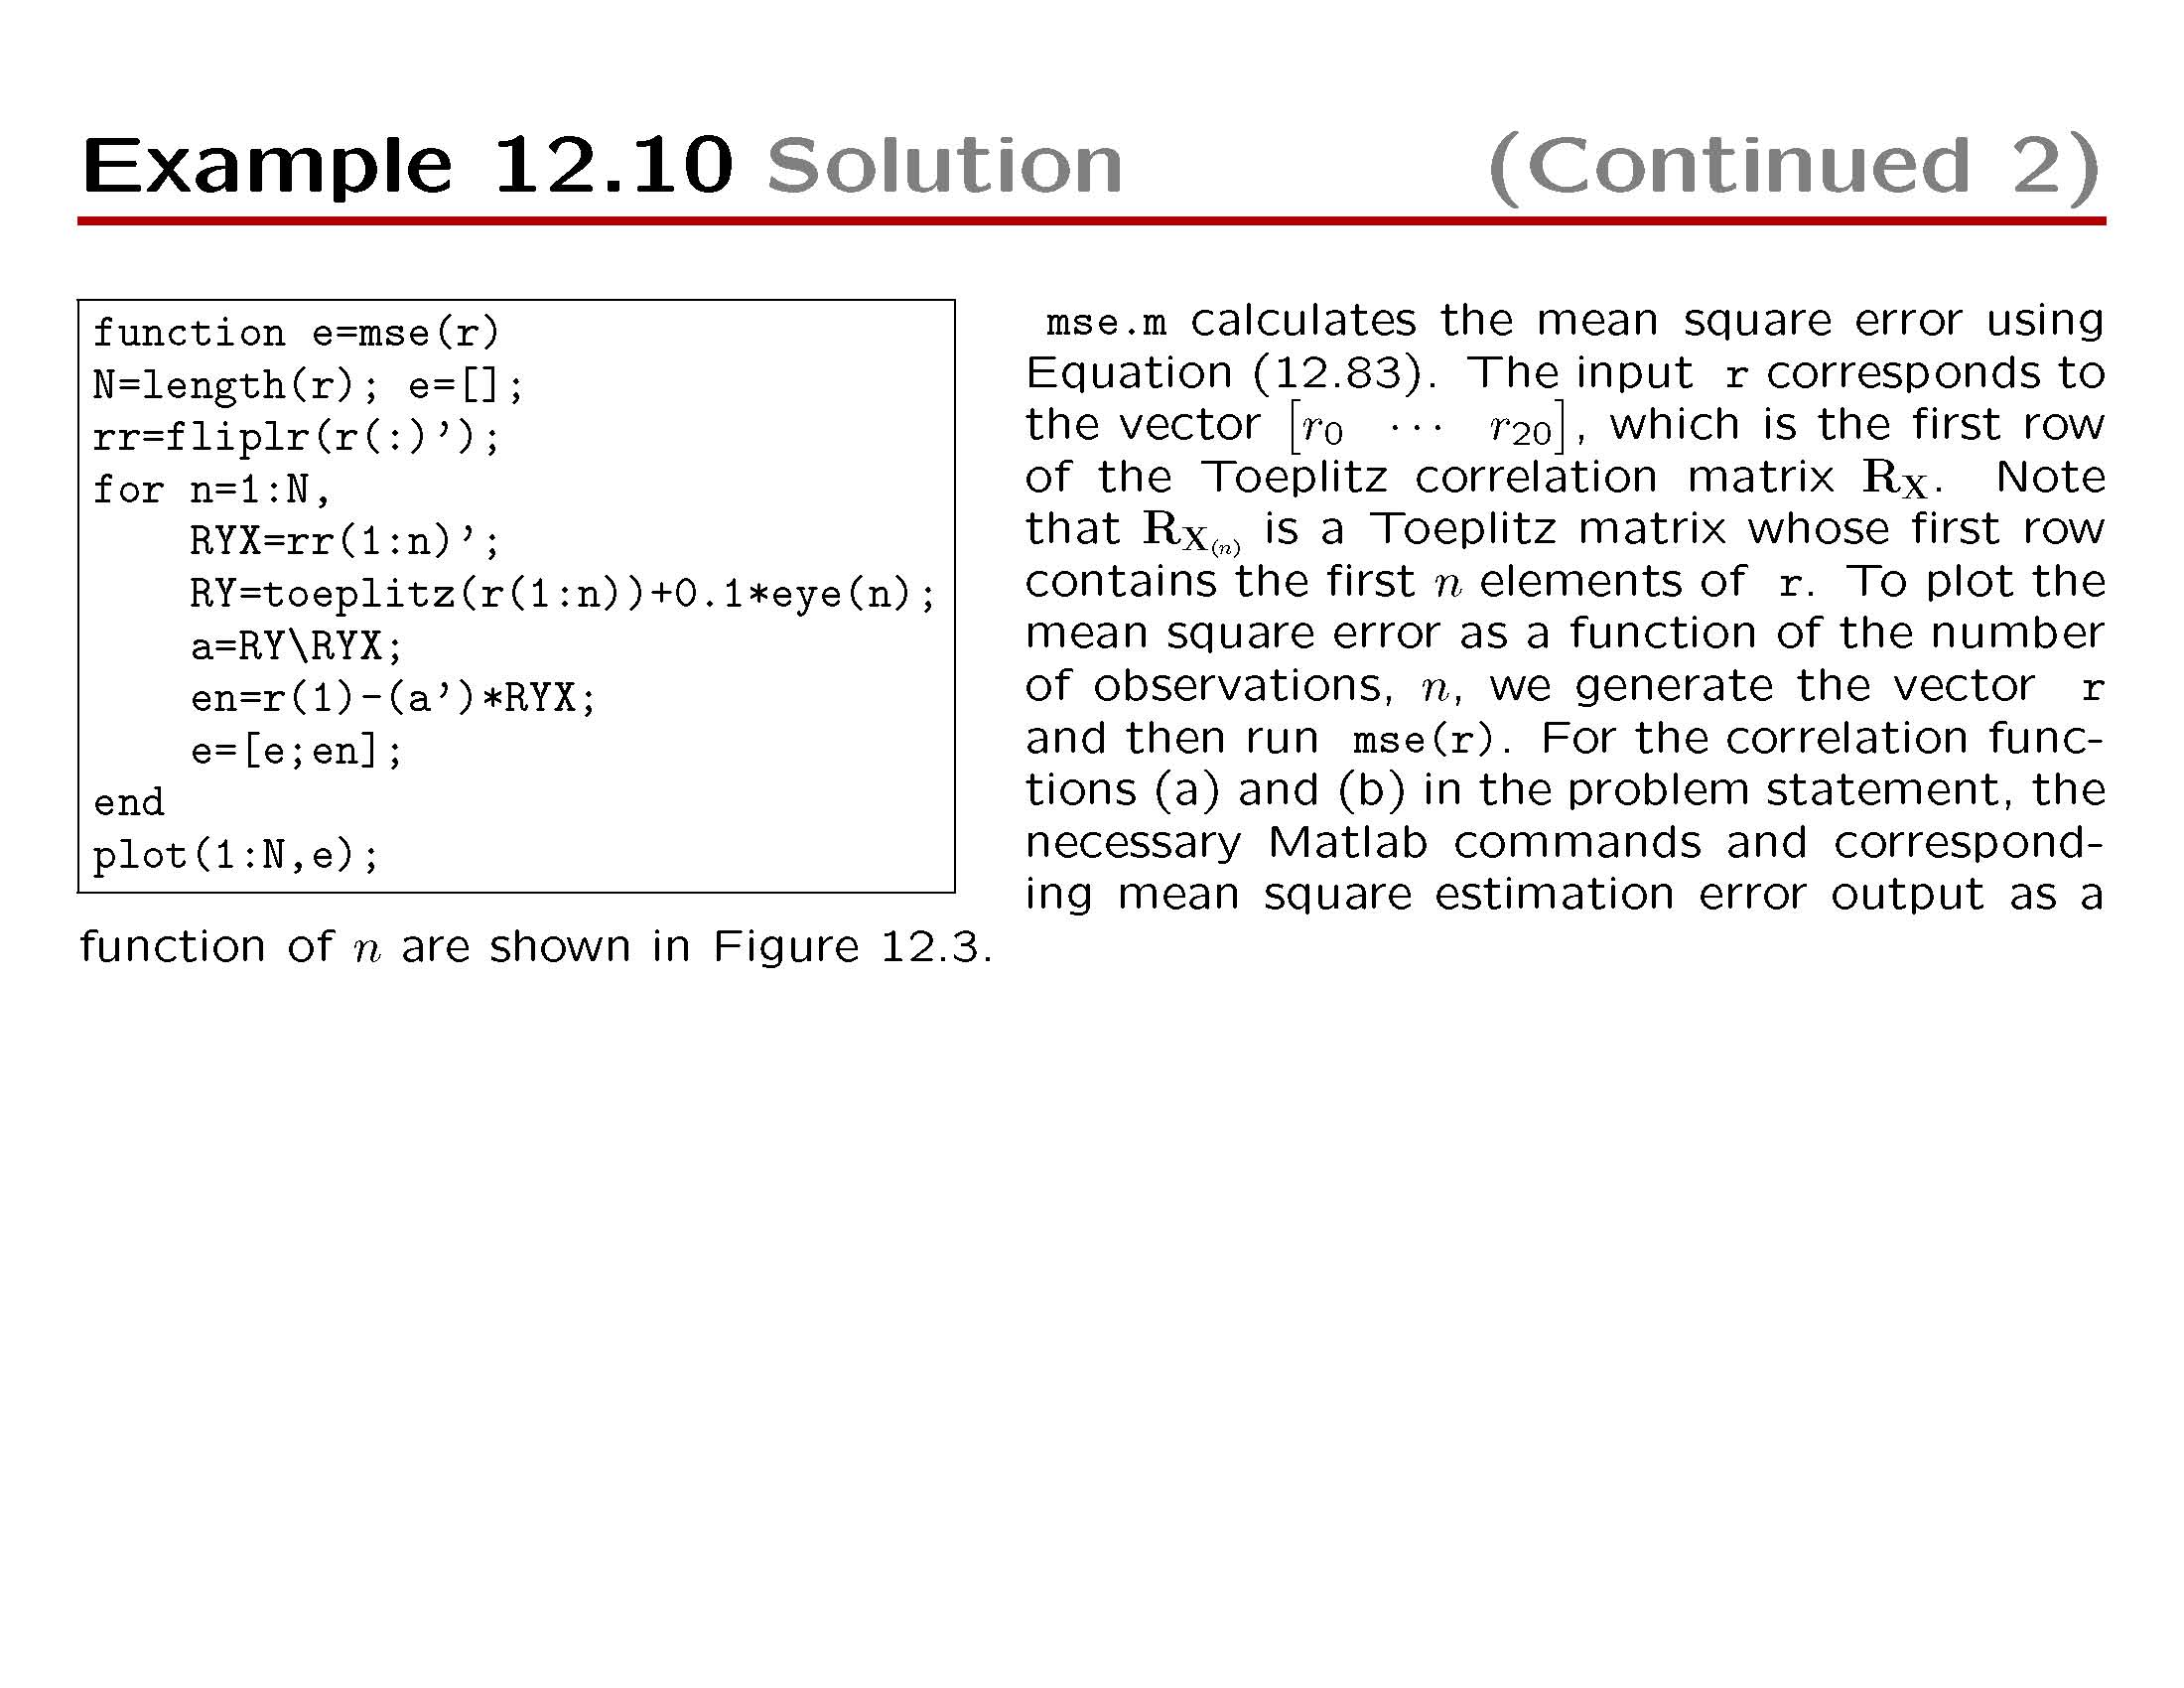 Example 12.10 Solution (Continued 2)
function e=mse(r)
N=length(r); e=[];
rr=fliplr(r(:)’);
for n=1:N,
    RYX=rr(1:n)’;
    RY=toeplitz(r(1:n))+0.1*eye(n);
    a=RY\RYX;
    en=r(1)-(a’)*RYX;
    e=[e;en];
end
plot(1:N,e);
mse.m calculates the mean square error using
Equation (12.83). The input r corresponds to
the vector [r₀ ⋯ r₂₀], which is the first row
of the Toeplitz correlation matrix R_X. Note
that R_X₍ₙ₎ is a Toeplitz matrix whose first row
contains the first n elements of r. To plot the
mean square error as a function of the number
of observations, n, we generate the vector r
and then run mse(r). For the correlation func-
tions (a) and (b) in the problem statement, the
necessary Matlab commands and correspond-
ing mean square estimation error output as a
function of n are shown in Figure 12.3.